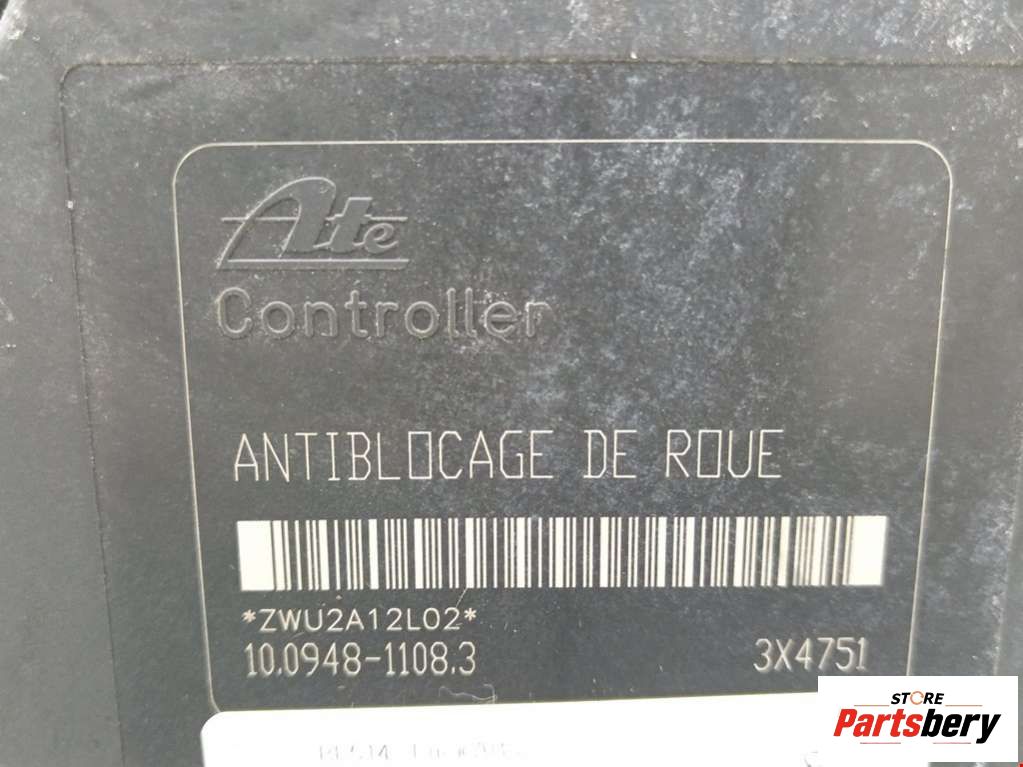 Ate
Controller
ANTIBLOCAGE DE ROUE
*ZWU2A12L02*
10.0948-1108.3 3X4751
STORE
Partsbery